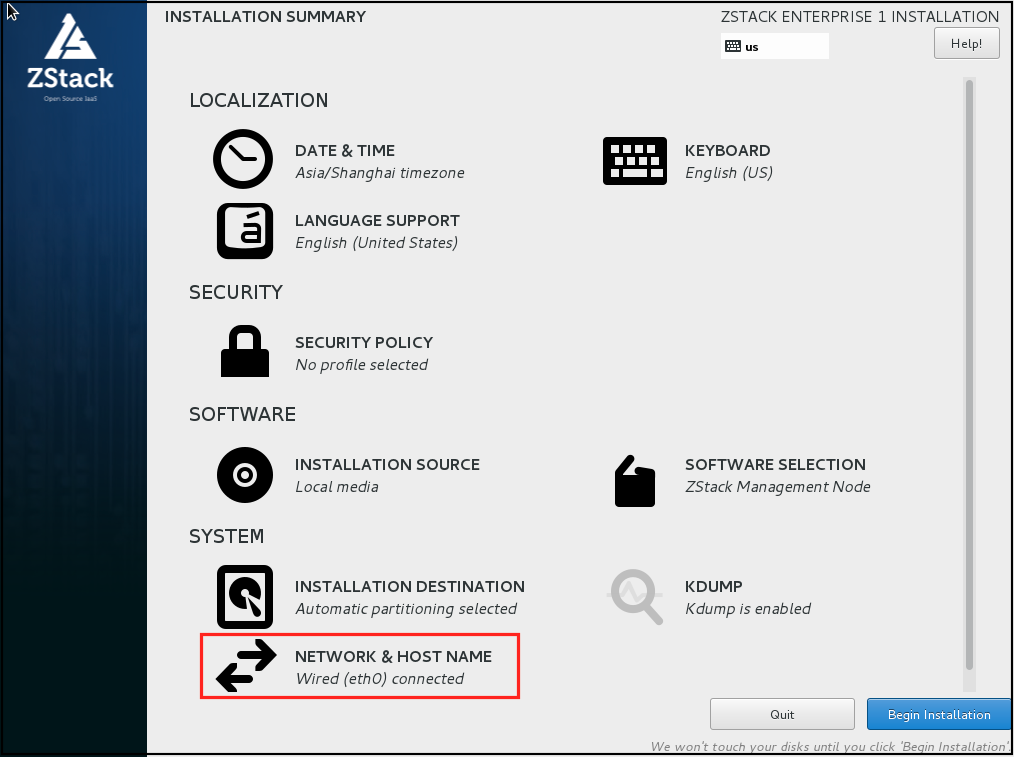 ZStack
Open Source IaaS
INSTALLATION SUMMARY
ZSTACK ENTERPRISE 1 INSTALLATION
us
Help!
LOCALIZATION
DATE & TIME
Asia/Shanghai timezone
KEYBOARD
English (US)
á
LANGUAGE SUPPORT
English (United States)
SECURITY
SECURITY POLICY
No profile selected
SOFTWARE
INSTALLATION SOURCE
Local media
SOFTWARE SELECTION
ZStack Management Node
SYSTEM
INSTALLATION DESTINATION
Automatic partitioning selected
KDUMP
Kdump is enabled
NETWORK & HOST NAME
Wired (eth0) connected
Quit
Begin Installation
We won't touch your disks until you click 'Begin Installation'.